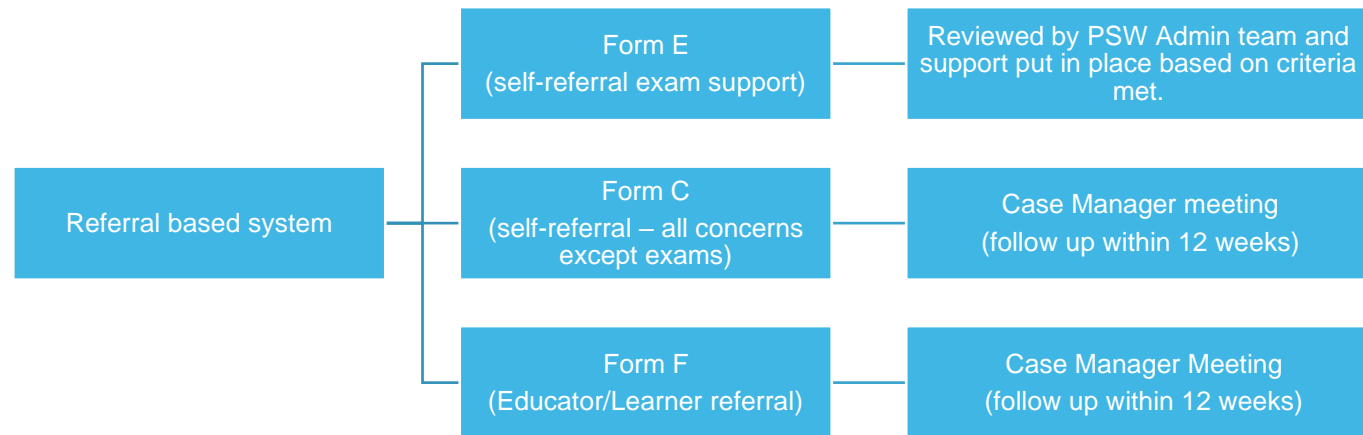 Referral based system
Form E
(self-referral exam support)
Reviewed by PSW Admin team and
support put in place based on criteria
met.
Form C
(self-referral – all concerns
except exams)
Case Manager meeting
(follow up within 12 weeks)
Form F
(Educator/Learner referral)
Case Manager Meeting
(follow up within 12 weeks)